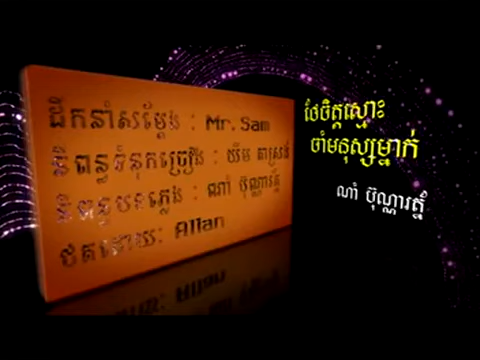 ដឹកនាំសម្ដែង : Mr. Sam
និពន្ធទំនុកច្រៀង : ឃឹម តាស្រង់
និពន្ធបទភ្លេង : ណាំ ប៊ុណ្ណារត្ន័
ថតដោយ: Allan
ថែចិត្តស្មោះ
ចាំមនុស្សម្នាក់
ណាំ ប៊ុណ្ណារត្ន័